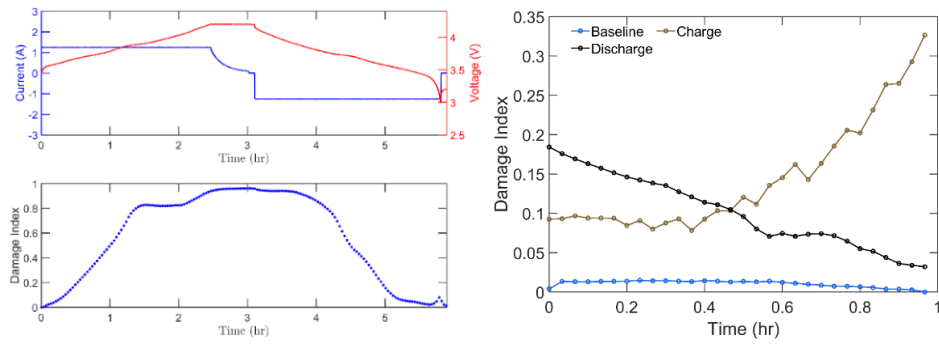 3
2
1
0
-1
-2
-3
Current (A)
4
3.5
3
2.5
Voltage (V)
0 1 2 3 4 5
Time (hr)
1
0.8
0.6
0.4
0.2
0
Damage Index
0 1 2 3 4 5
Time (hr)
0.35
0.3
0.25
0.2
0.15
0.1
0.05
0
Damage Index
Baseline Charge
Discharge
0 0.2 0.4 0.6 0.8 1
Time (hr)